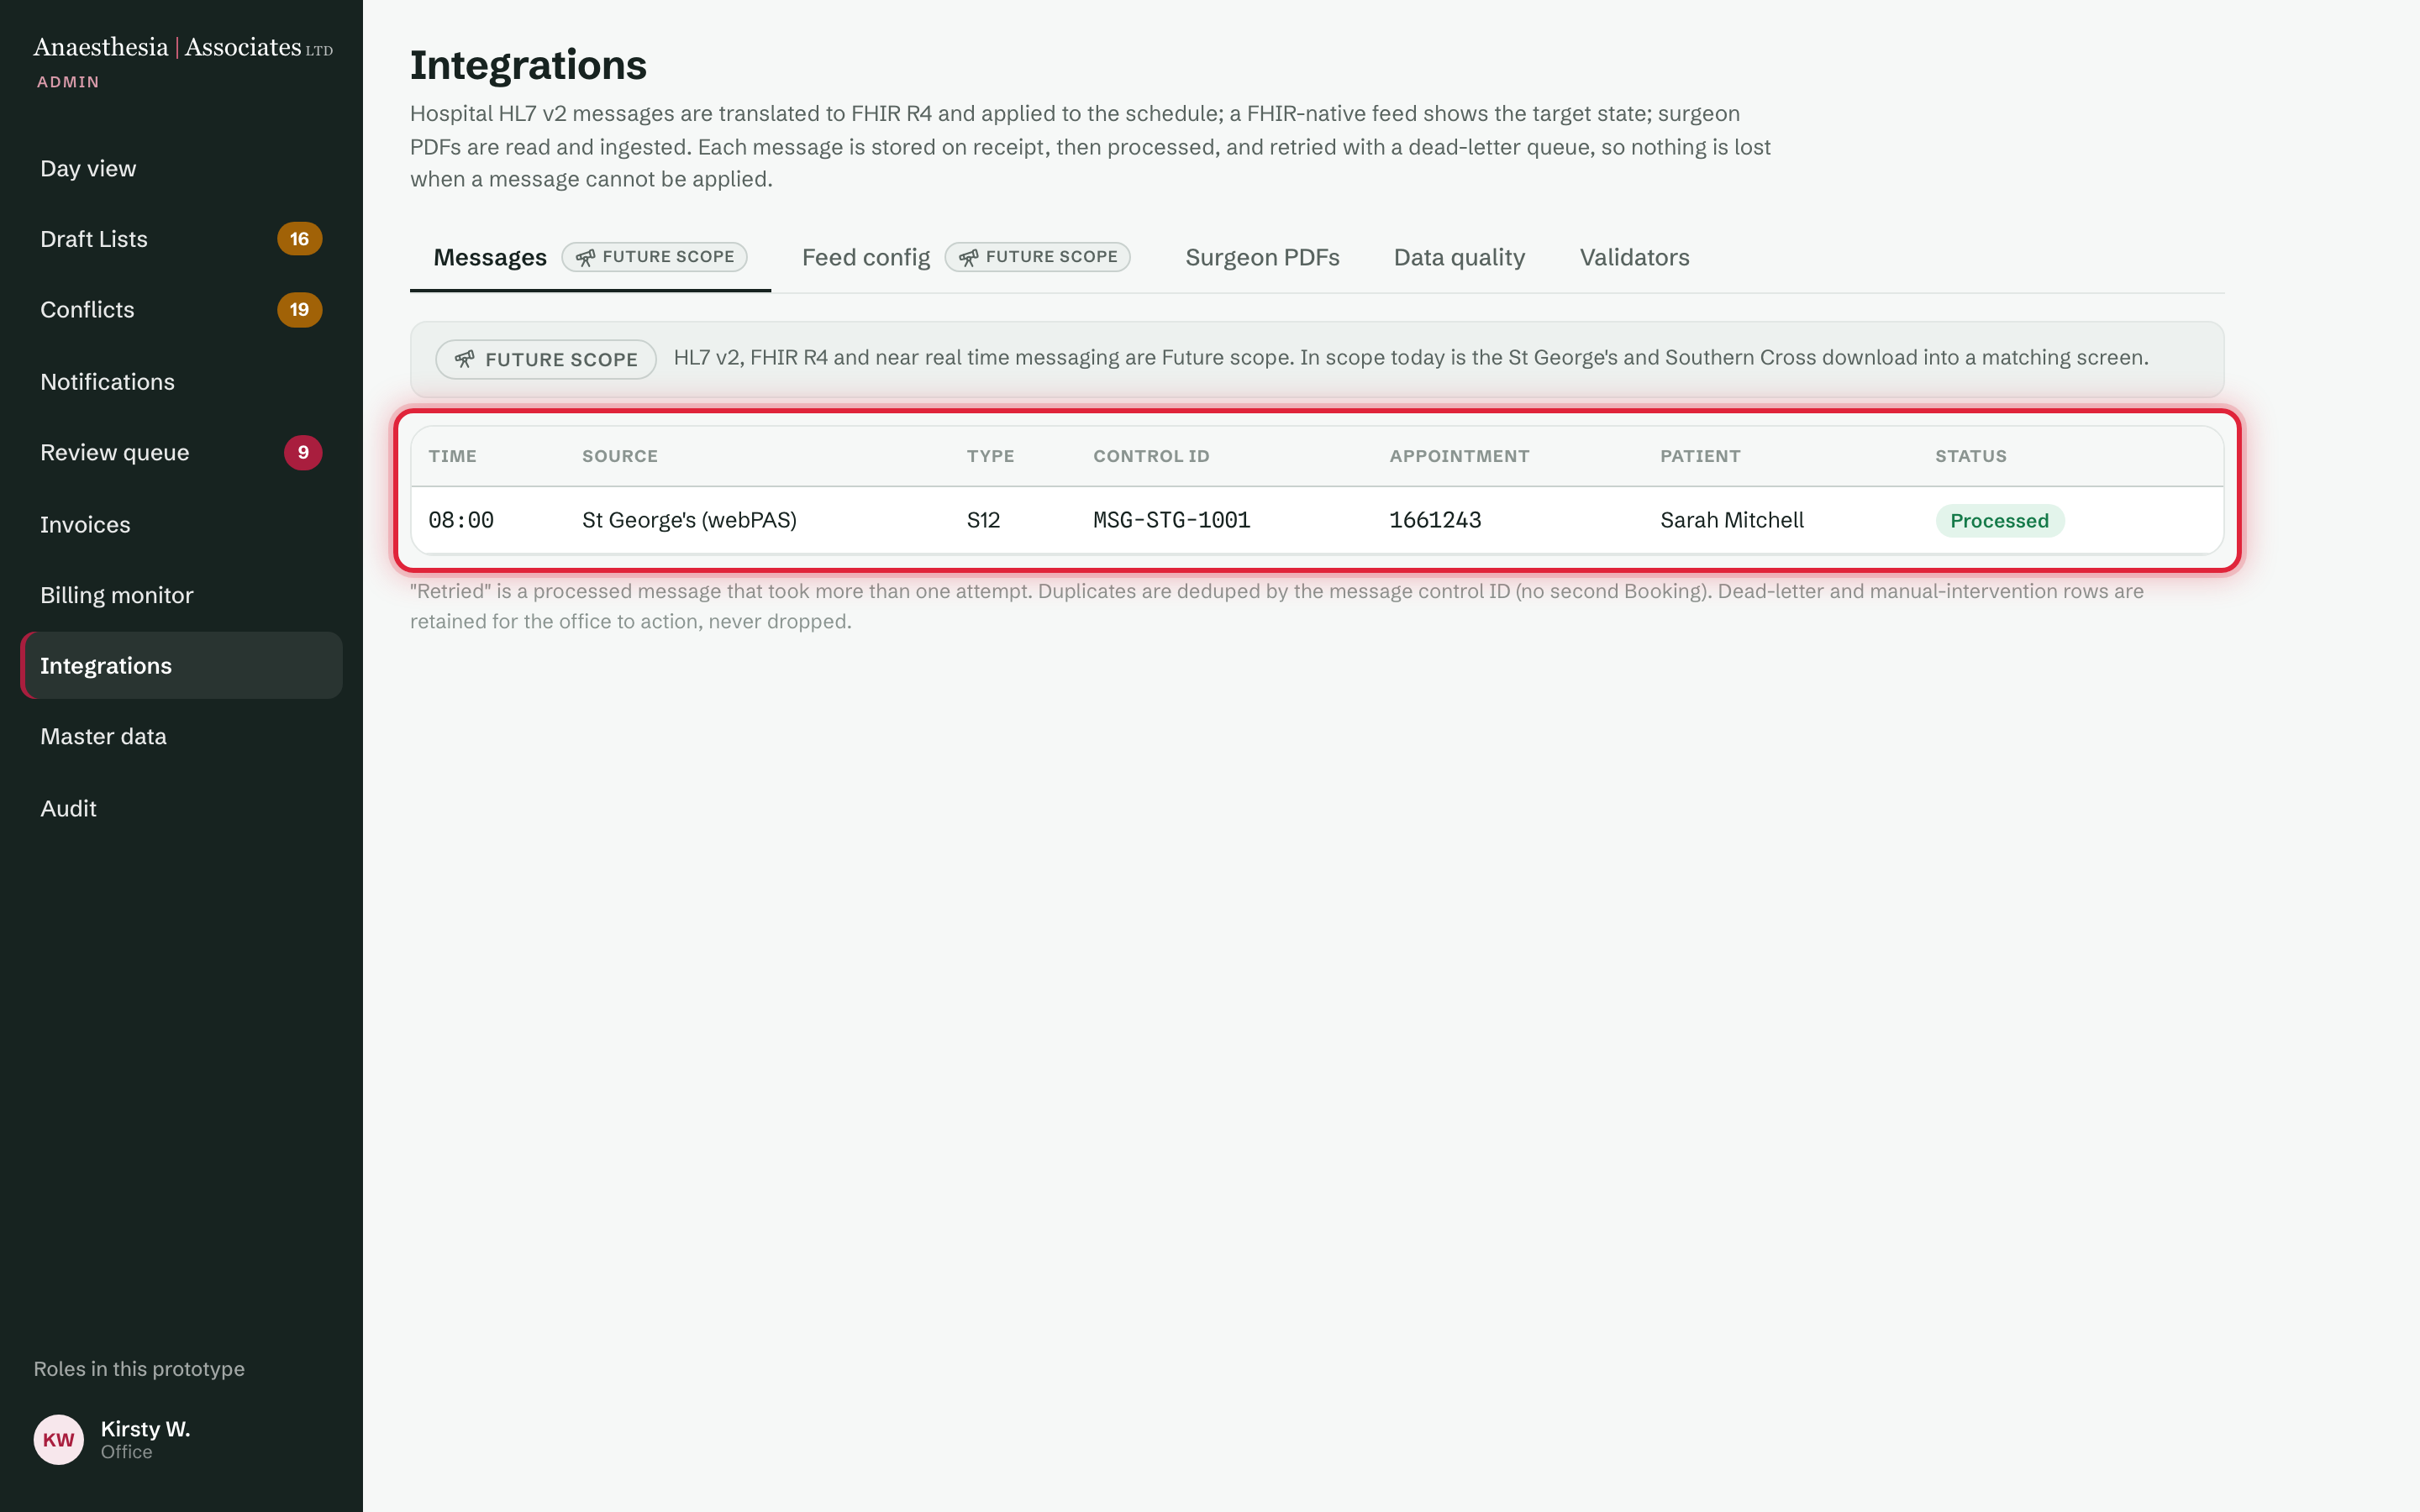 Anaesthesia | Associates LTD
ADMIN
Day view
Draft Lists 16
Conflicts 19
Notifications
Review queue 9
Invoices
Billing monitor
Integrations
Master data
Audit
Roles in this prototype
KW Kirsty W.
Office
Integrations
Hospital HL7 v2 messages are translated to FHIR R4 and applied to the schedule; a FHIR-native feed shows the target state; surgeon
PDFs are read and ingested. Each message is stored on receipt, then processed, and retried with a dead-letter queue, so nothing is lost
when a message cannot be applied.
Messages FUTURE SCOPE Feed config FUTURE SCOPE Surgeon PDFs Data quality Validators
FUTURE SCOPE HL7 v2, FHIR R4 and near real time messaging are Future scope. In scope today is the St George's and Southern Cross download into a matching screen.
TIME SOURCE TYPE CONTROL ID APPOINTMENT PATIENT STATUS
08:00 St George's (webPAS) S12 MSG-STG-1001 1661243 Sarah Mitchell Processed
"Retried" is a processed message that took more than one attempt. Duplicates are deduped by the message control ID (no second Booking). Dead-letter and manual-intervention rows are
retained for the office to action, never dropped.